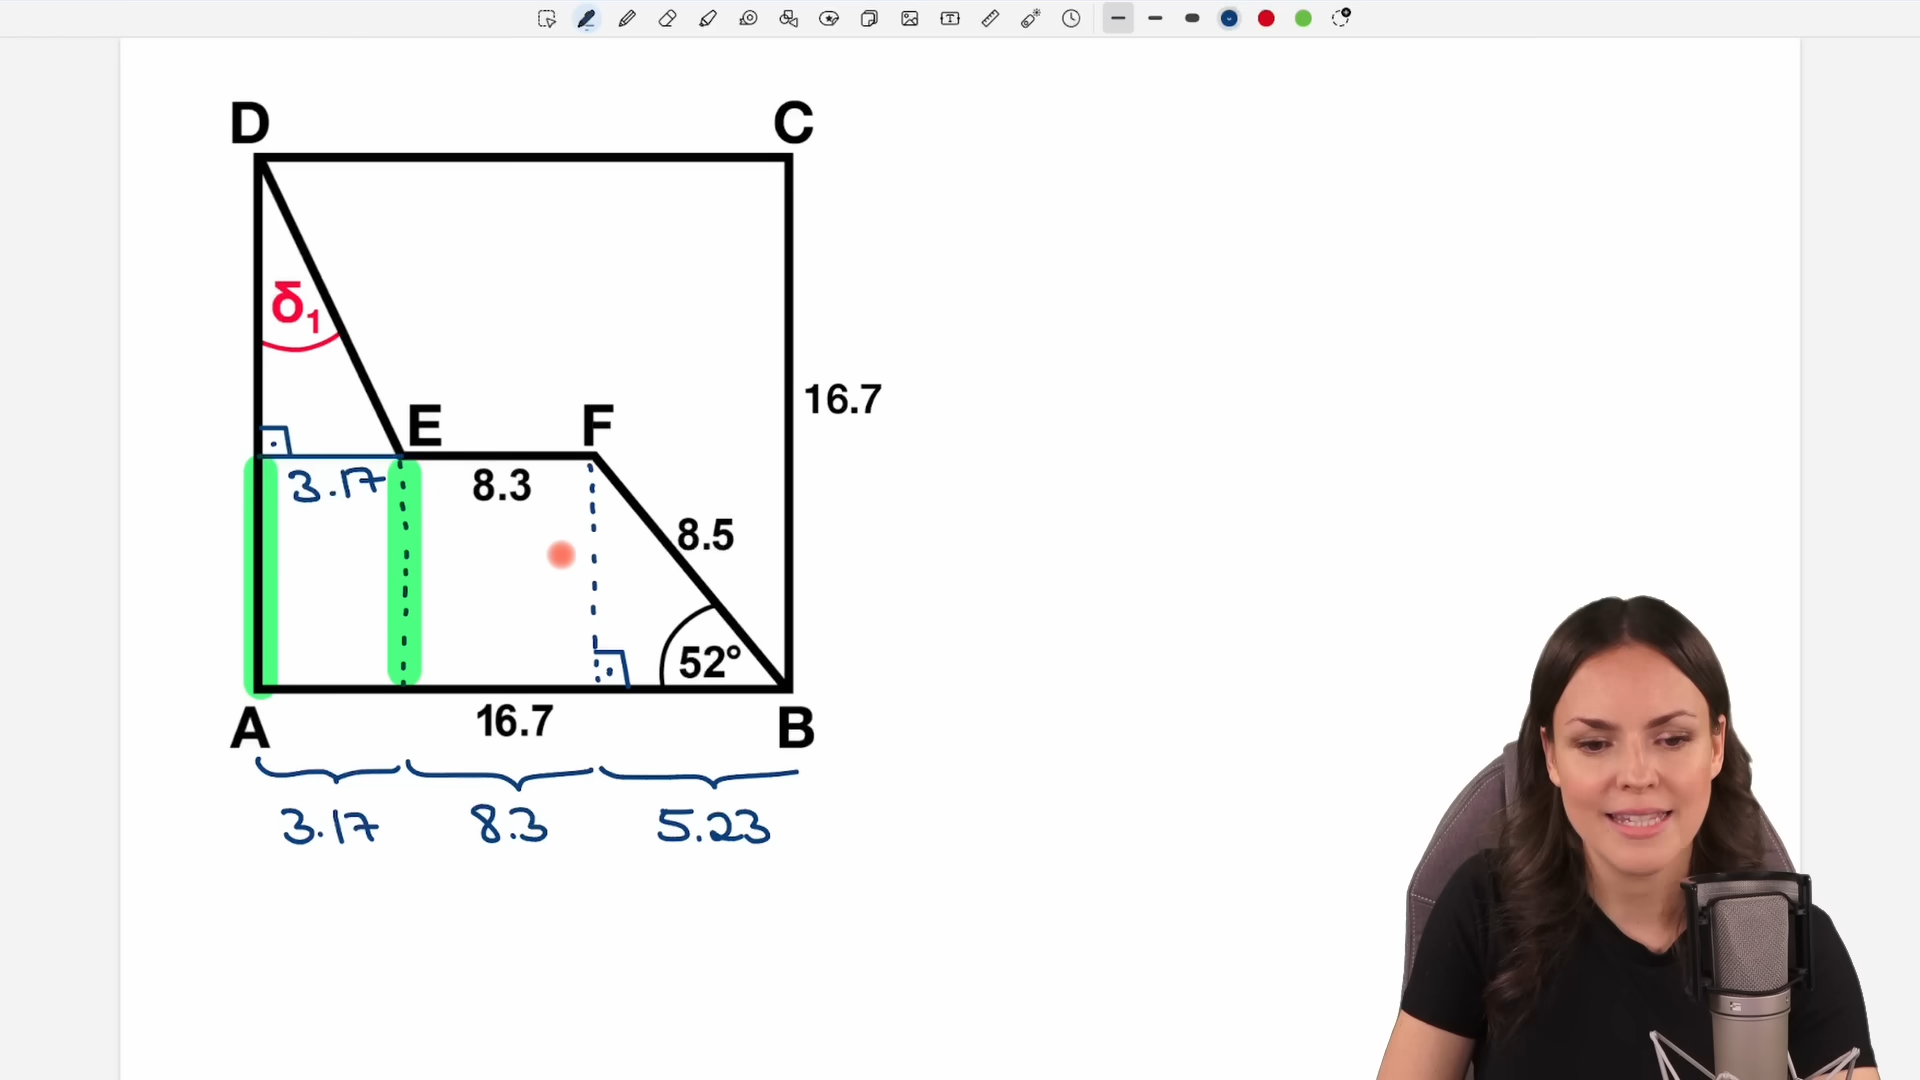 D C
δ1
16.7
E F
3.17 8.3
8.5
52°
A 16.7 B
3.17 8.3 5.23